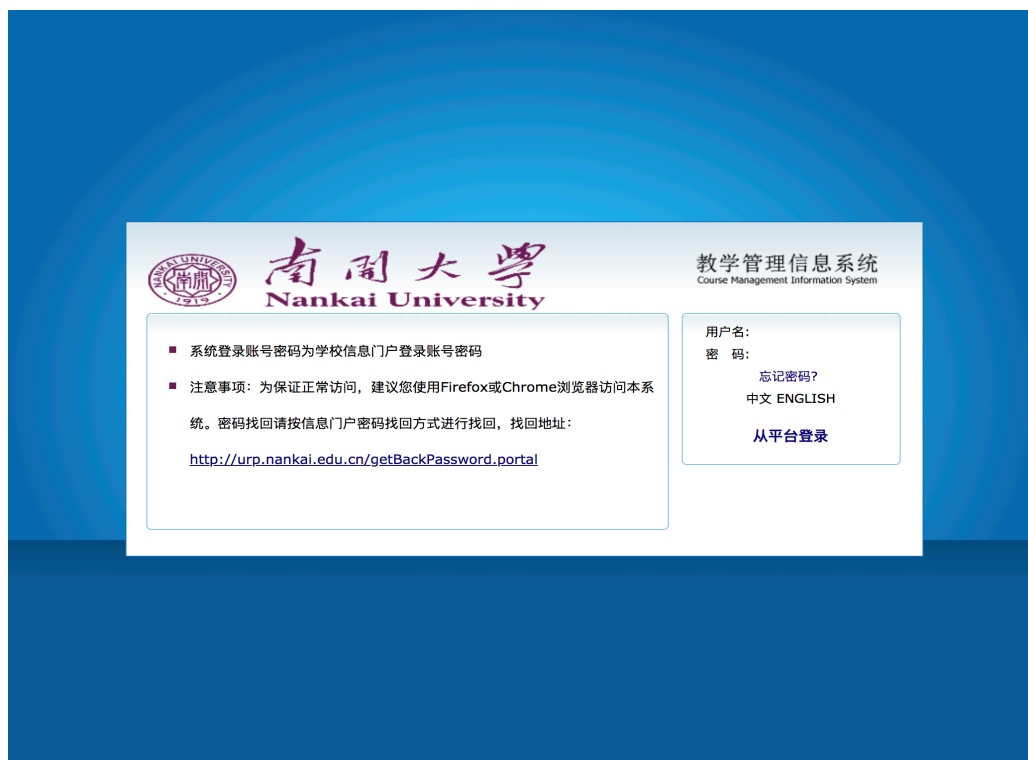 NANKAI UNIVERSITY
南開
1919
南開大學
Nankai University
教学管理信息系统
Course Management Information System
系统登录账号密码为学校信息门户登录账号密码
注意事项：为保证正常访问，建议您使用Firefox或Chrome浏览器访问本系
统。密码找回请按信息门户密码找回方式进行找回，找回地址：
http://urp.nankai.edu.cn/getBackPassword.portal
用户名:
密 码:
忘记密码?
中文 ENGLISH
从平台登录